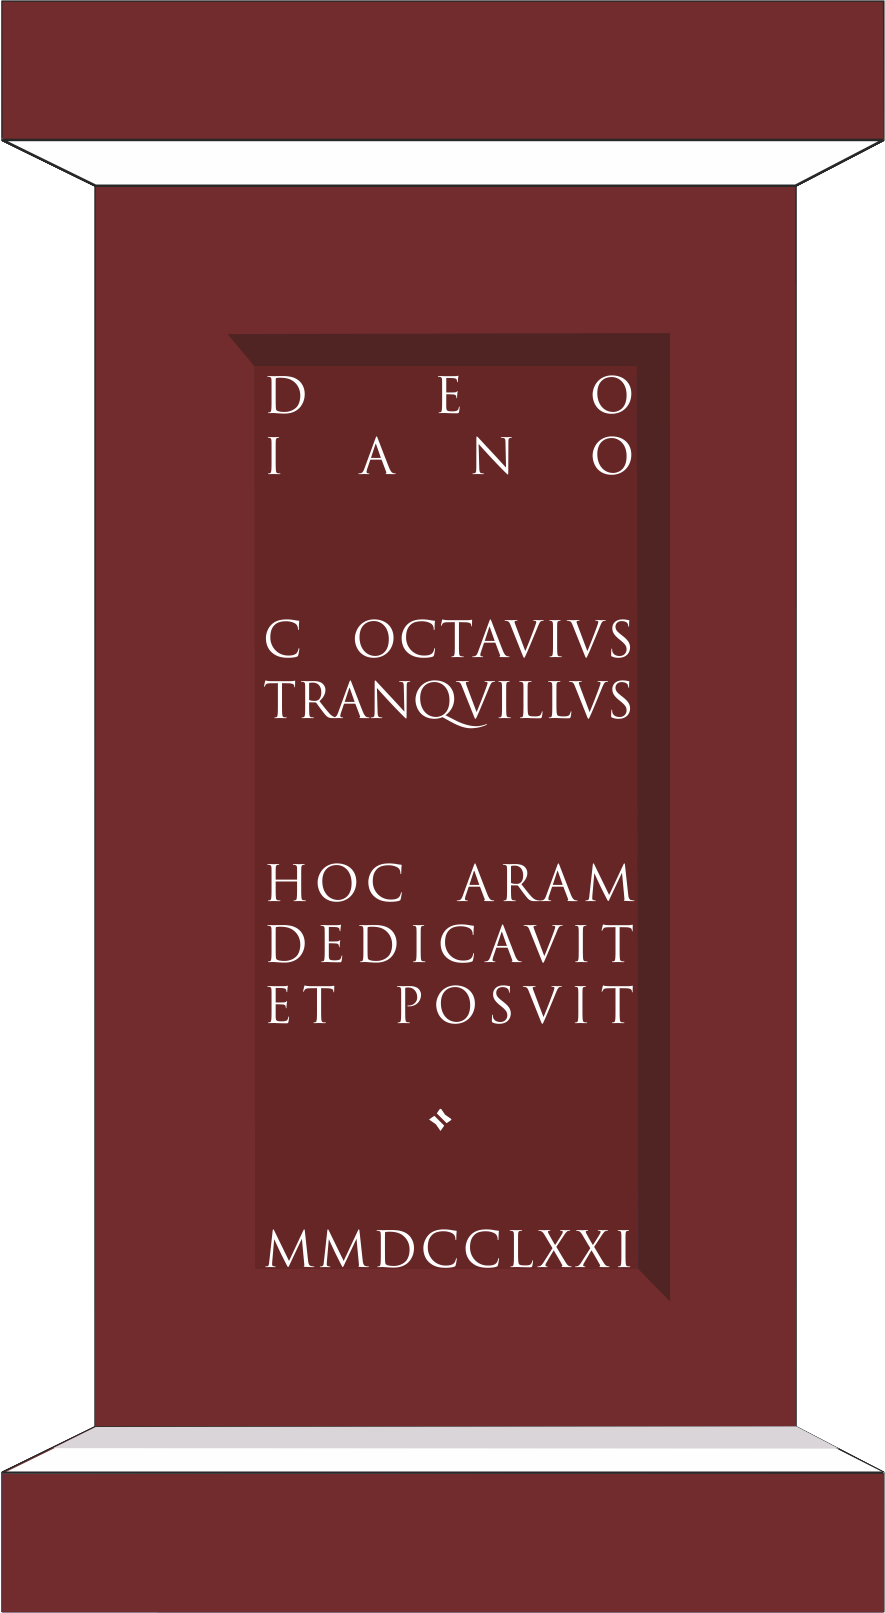 DEO
IANO
C OCTAVIVS
TRANQVILLVS
HOC ARAM
DEDICAVIT
ET POSVIT
MMDCCLXXI